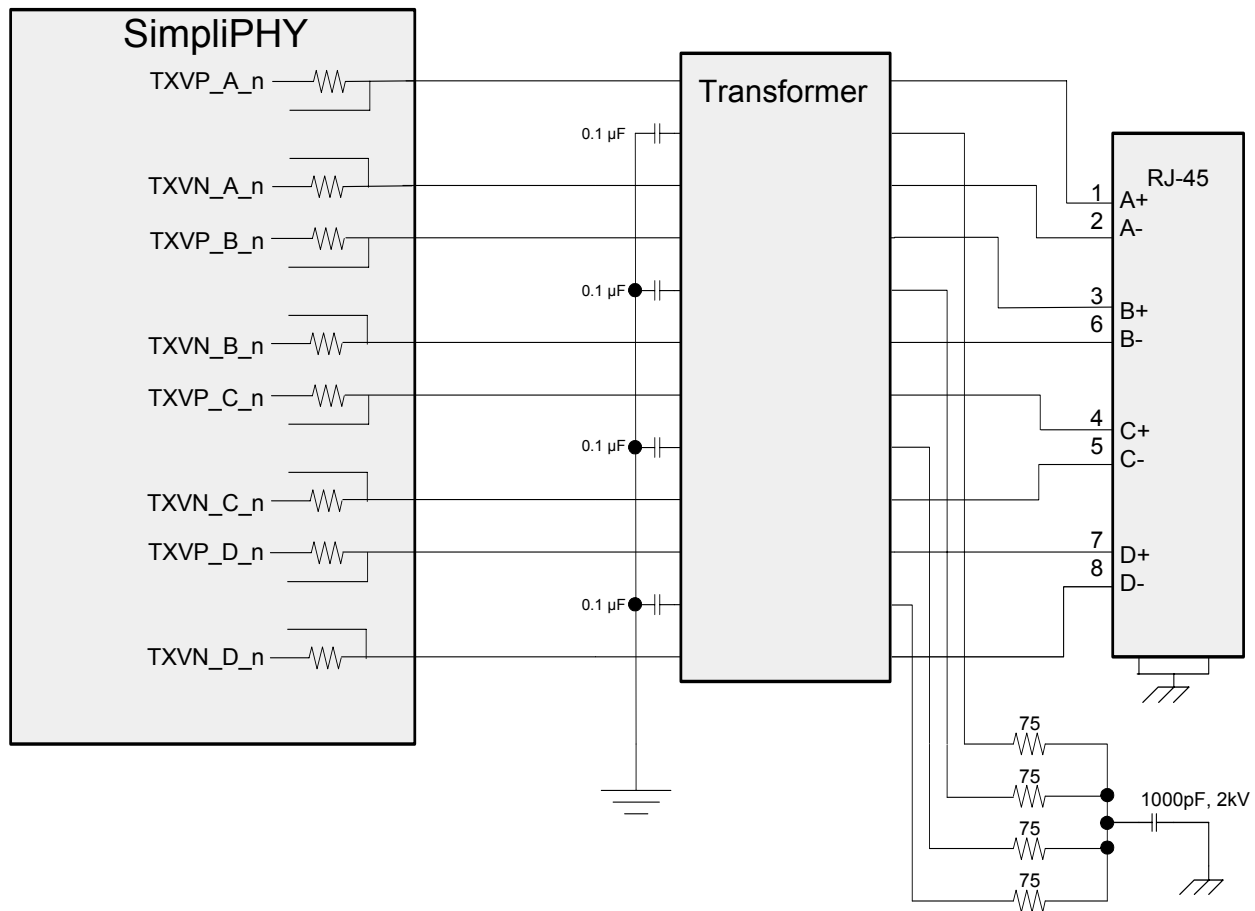 SimpliPHY
TXVP_A_n
TXVN_A_n
TXVP_B_n
TXVN_B_n
TXVP_C_n
TXVN_C_n
TXVP_D_n
TXVN_D_n
0.1 µF
0.1 µF
0.1 µF
0.1 µF
Transformer
RJ-45
1 A+
2 A-
3 B+
6 B-
4 C+
5 C-
7 D+
8 D-
75
75
75
75
1000pF, 2kV